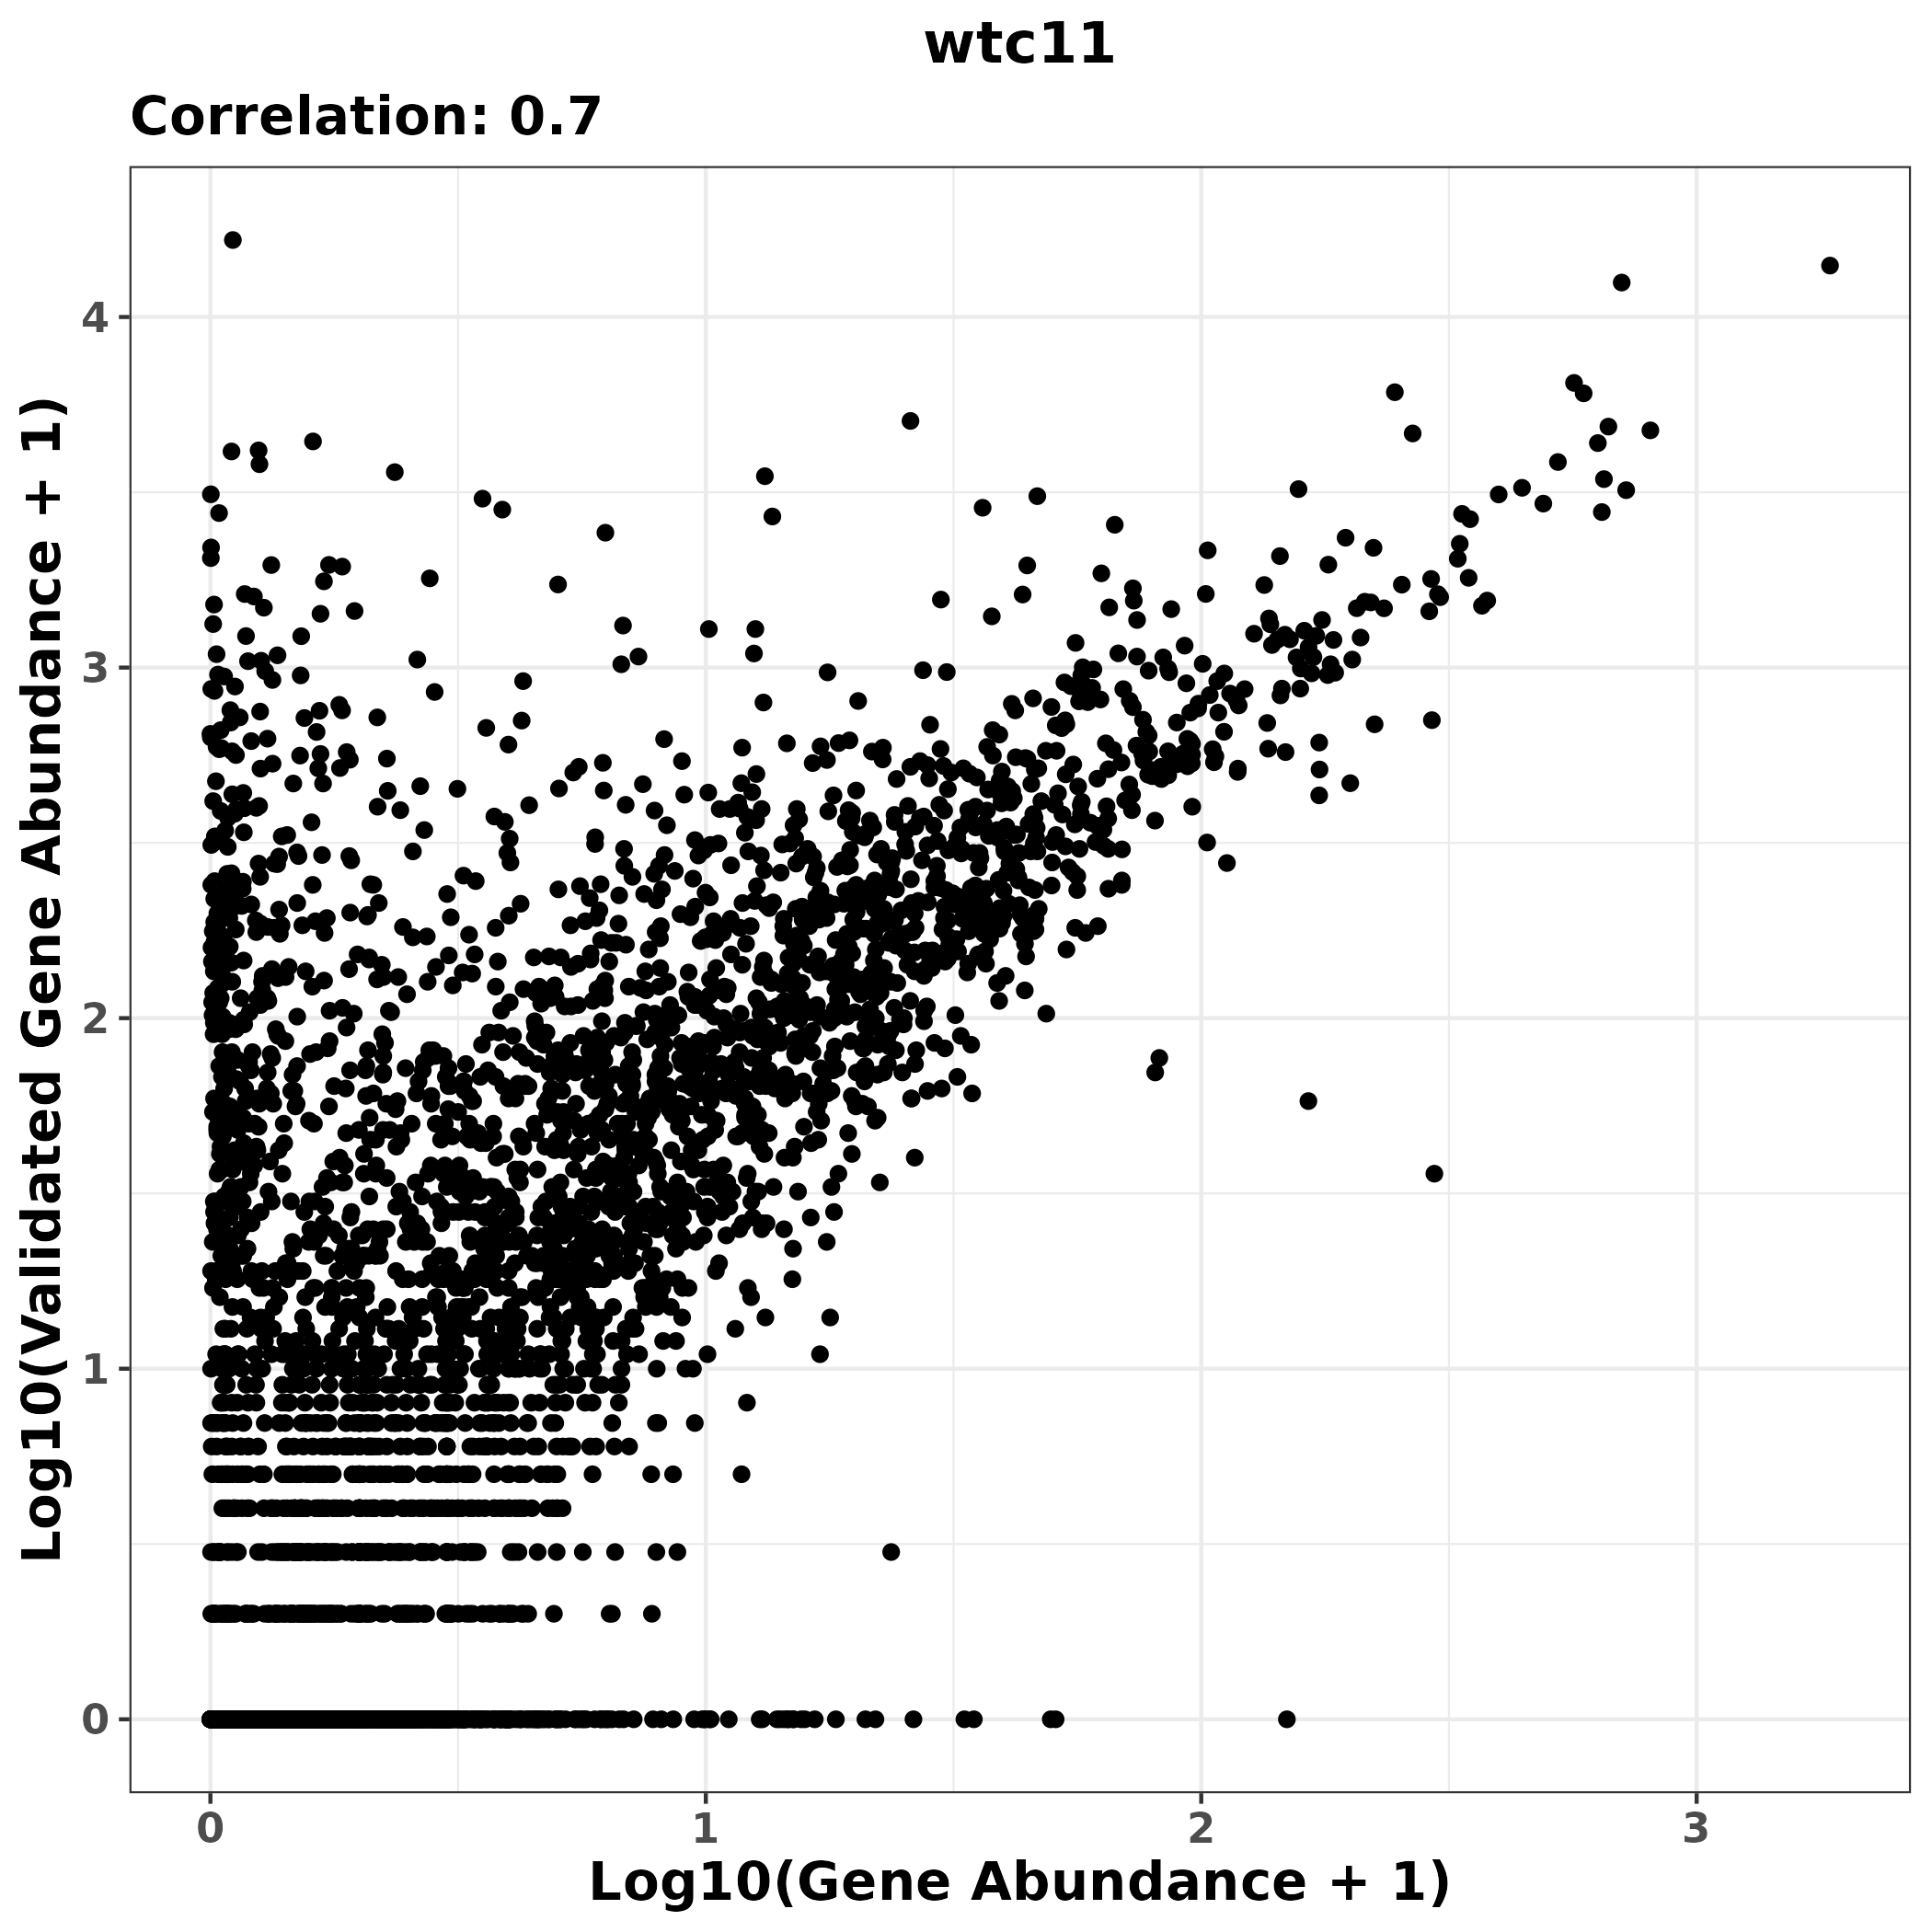 wtc11
Correlation: 0.7
Log10(Validated Gene Abundance + 1)
4
3
2
1
0
0 1 2 3
Log10(Gene Abundance + 1)